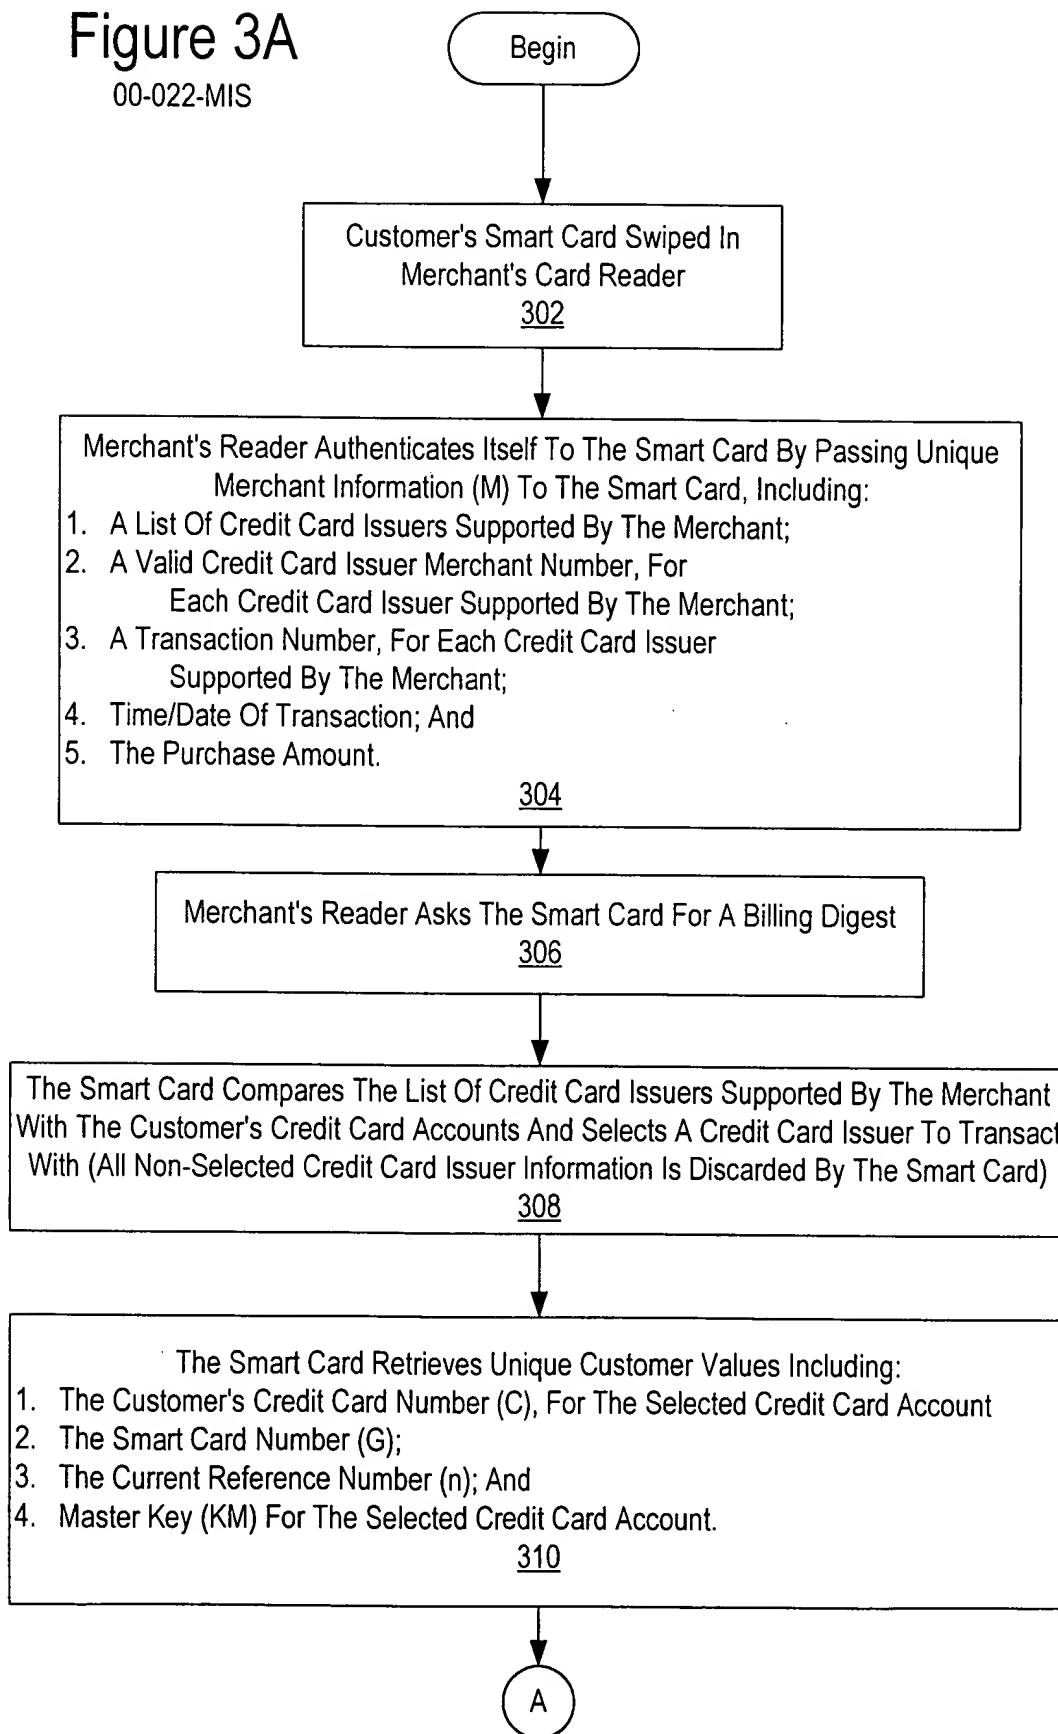 Figure 3A
00-022-MIS
Begin
Customer's Smart Card Swiped In
Merchant's Card Reader
302
Merchant's Reader Authenticates Itself To The Smart Card By Passing Unique
Merchant Information (M) To The Smart Card, Including:
1. A List Of Credit Card Issuers Supported By The Merchant;
2. A Valid Credit Card Issuer Merchant Number, For
Each Credit Card Issuer Supported By The Merchant;
3. A Transaction Number, For Each Credit Card Issuer
Supported By The Merchant;
4. Time/Date Of Transaction; And
5. The Purchase Amount.
304
Merchant's Reader Asks The Smart Card For A Billing Digest
306
The Smart Card Compares The List Of Credit Card Issuers Supported By The Merchant
With The Customer's Credit Card Accounts And Selects A Credit Card Issuer To Transact
With (All Non-Selected Credit Card Issuer Information Is Discarded By The Smart Card)
308
The Smart Card Retrieves Unique Customer Values Including:
1. The Customer's Credit Card Number (C), For The Selected Credit Card Account
2. The Smart Card Number (G);
3. The Current Reference Number (n); And
4. Master Key (KM) For The Selected Credit Card Account.
310
A